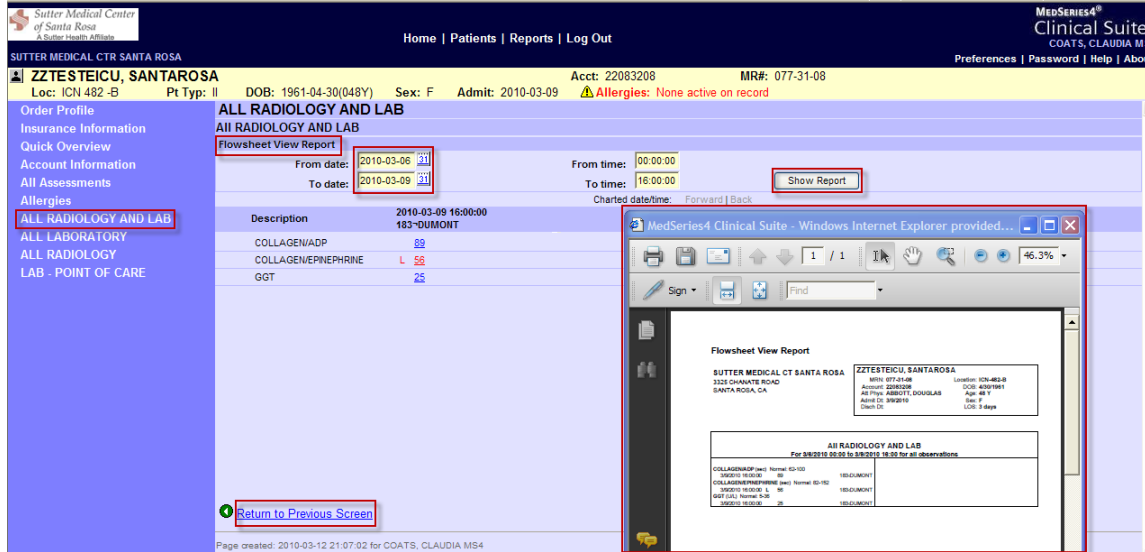 Sutter Medical Center
of Santa Rosa
A Sutter Health Affiliate
MEDSERIES4®
Clinical Suite
Home | Patients | Reports | Log Out
COATS, CLAUDIA M
SUTTER MEDICAL CTR SANTA ROSA
Preferences | Password | Help | Abou
ZZTESTEICU, SANTAROSA Acct: 22083208 MR#: 077-31-08
Loc: ICN 482 -B Pt Typ: II DOB: 1961-04-30(048Y) Sex: F Admit: 2010-03-09 Allergies: None active on record
Order Profile
Insurance Information
Quick Overview
Account Information
All Assessments
Allergies
ALL RADIOLOGY AND LAB
ALL LABORATORY
ALL RADIOLOGY
LAB - POINT OF CARE
ALL RADIOLOGY AND LAB
All RADIOLOGY AND LAB
Flowsheet View Report
From date: 2010-03-06 31 From time: 00:00:00
To date: 2010-03-09 31 To time: 16:00:00 Show Report
Charted date/time: Forward | Back
Description 2010-03-09 16:00:00
183¬DUMONT
COLLAGEN/ADP 89
COLLAGEN/EPINEPHRINE L 56
GGT 25
Return to Previous Screen
Page created: 2010-03-12 21:07:02 for COATS, CLAUDIA MS4
MedSeries4 Clinical Suite - Windows Internet Explorer provided...
1 / 1 46.3%
Sign Find
Flowsheet View Report
SUTTER MEDICAL CT SANTA ROSA
3325 CHANATE ROAD
SANTA ROSA, CA
ZZTESTEICU, SANTAROSA
MRN: 077-31-08 Location: ICN-482-B
Account: 22083208 DOB: 4/30/1961
Att Phys: ABBOTT, DOUGLAS Age: 48 Y
Admit Dt: 3/9/2010 Sex: F
Disch Dt: LOS: 3 days
All RADIOLOGY AND LAB
For 3/6/2010 00:00 to 3/9/2010 16:00 for all observations
COLLAGEN/ADP (sec) Normal: 62-100
3/9/2010 16:00:00 89 183-DUMONT
COLLAGEN/EPINEPHRINE (sec) Normal: 82-152
3/9/2010 16:00:00 L 56 183-DUMONT
GGT (U/L) Normal: 5-36
3/9/2010 16:00:00 25 183-DUMONT